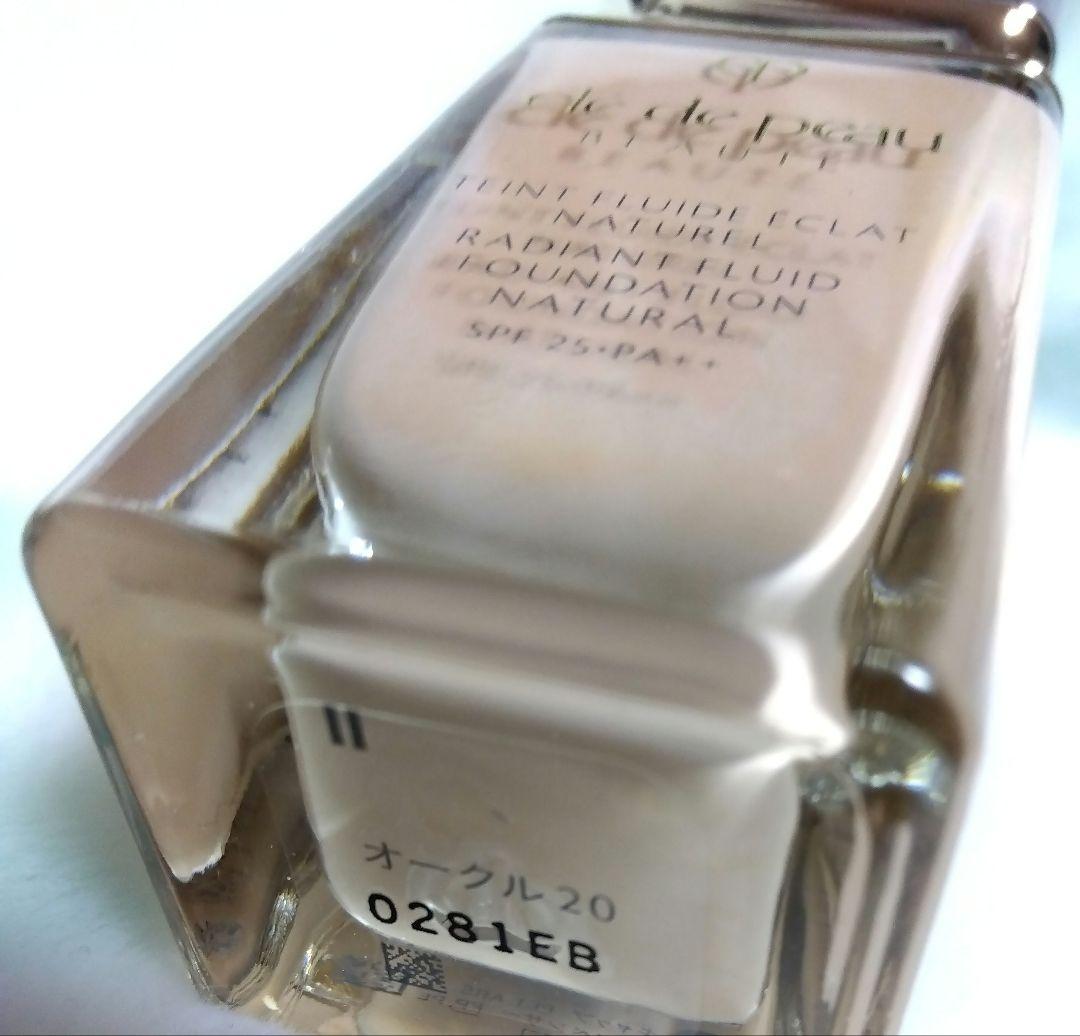 clé de peau
BEAUTÉ
TEINT FLUIDE ECLAT
NATUREL
RADIANT FLUID
FOUNDATION
NATURAL
SPF 25・PA++
II
オークル20
0281EB